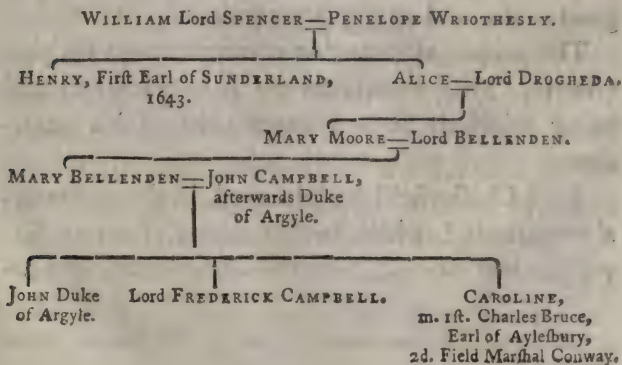 WILLIAM Lord SPENCER—PENELOPE WRIOTHESLY.
HENRY, Firſt Earl of SUNDERLAND,
1643.
ALICE—Lord DROGHEDA.
MARY MOORE—Lord BELLENDEN.
MARY BELLENDEN—JOHN CAMPBELL,
afterwards Duke
of Argyle.
JOHN Duke
of Argyle.
Lord FREDERICK CAMPBELL.
CAROLINE,
m. 1ſt. Charles Bruce,
Earl of Ayleſbury,
2d. Field Marſhal Conway.